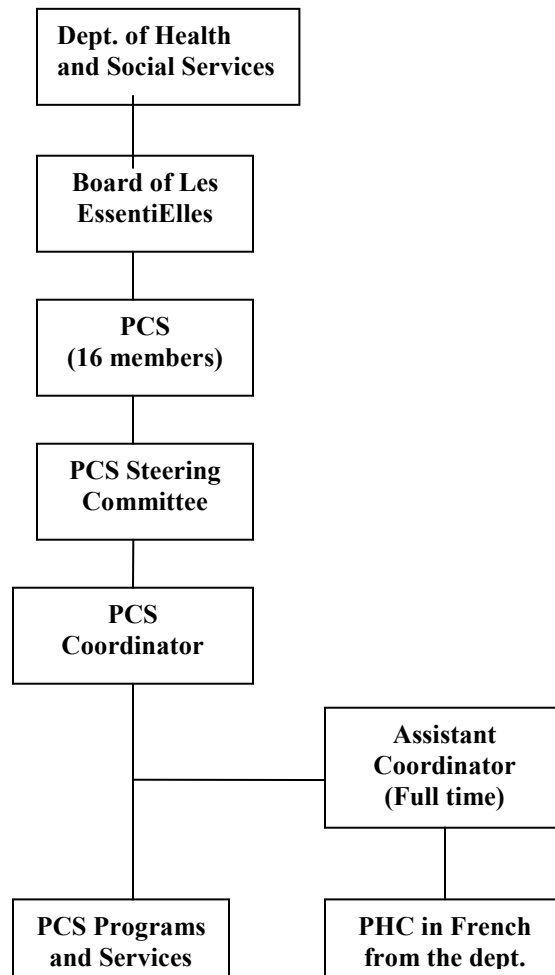 Dept. of Health
and Social Services
Board of Les
EssentiElles
PCS
(16 members)
PCS Steering
Committee
PCS
Coordinator
Assistant
Coordinator
(Full time)
PCS Programs
and Services
PHC in French
from the dept.